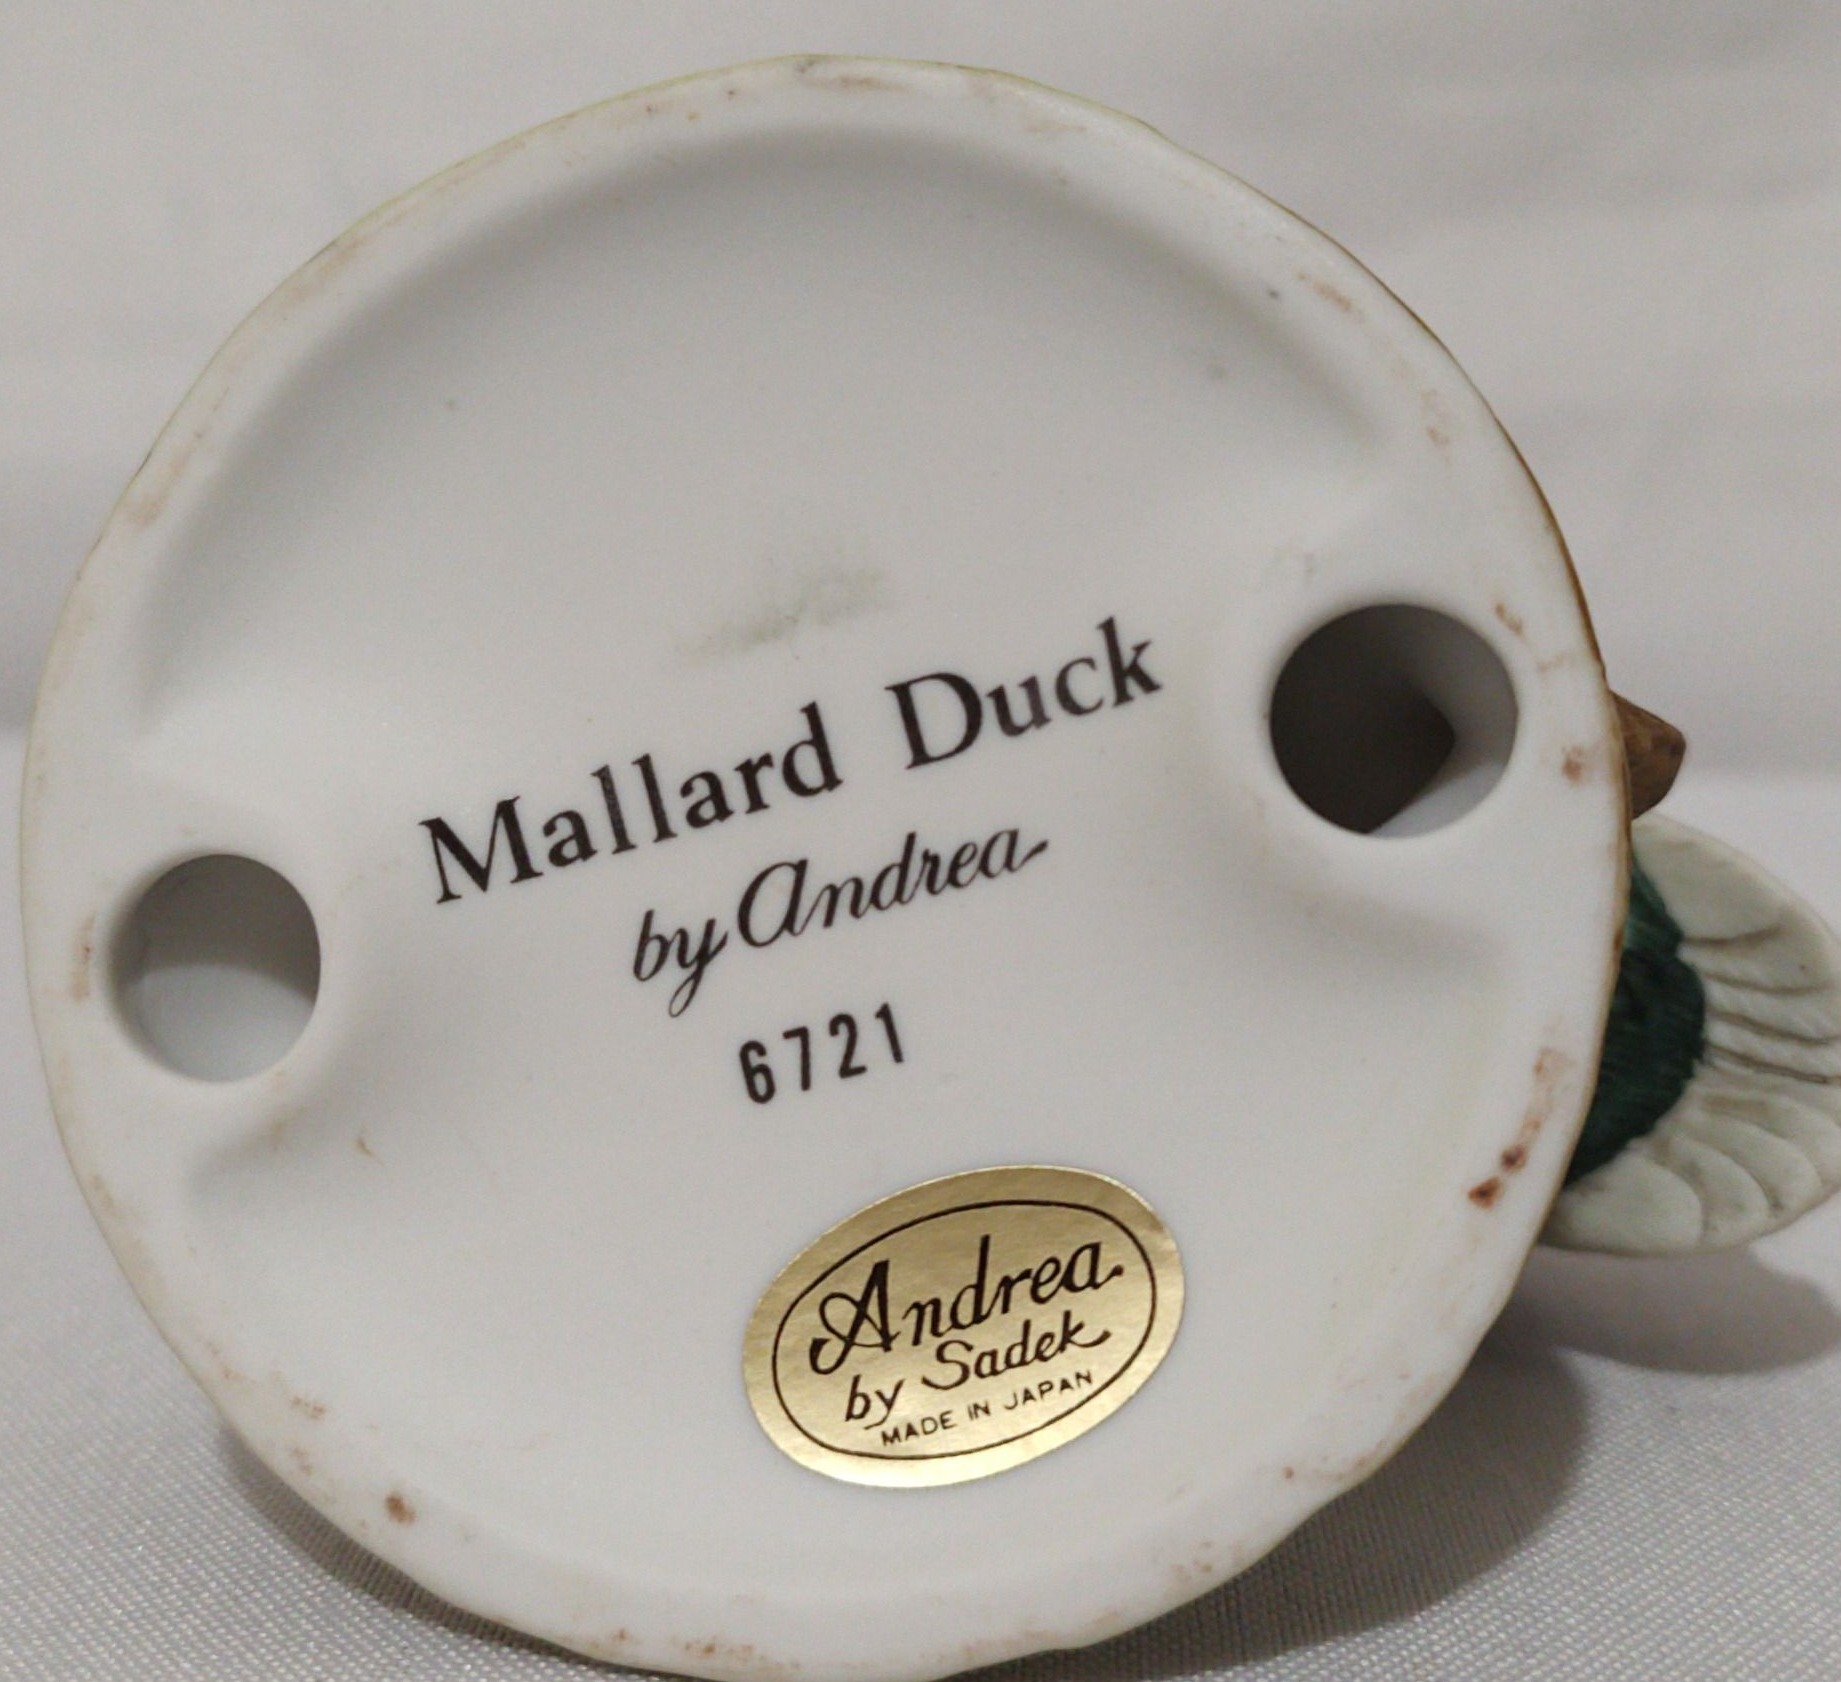 Mallard Duck
by Andrea
6721
Andrea
by Sadek
MADE IN JAPAN